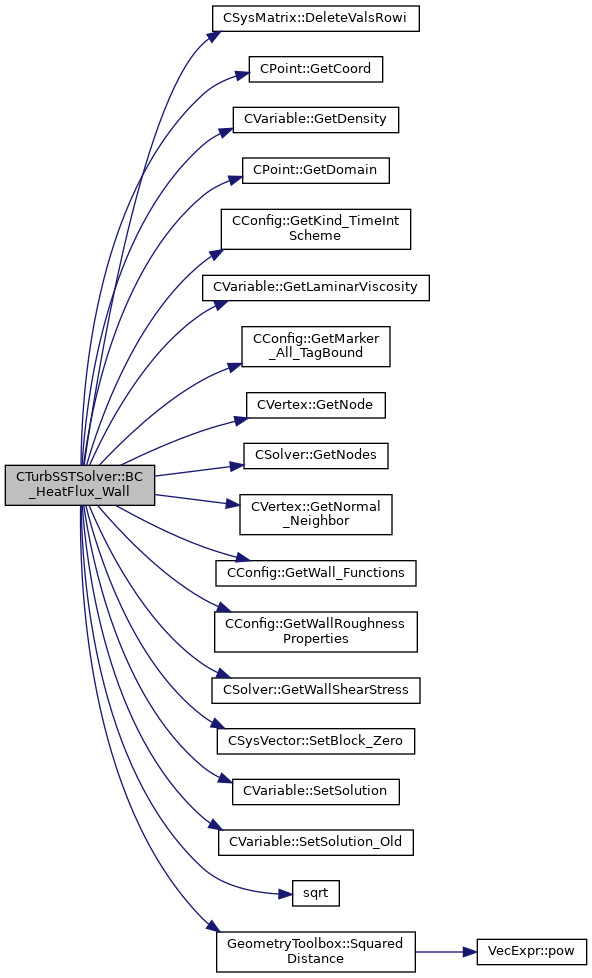 CSysMatrix::DeleteValsRowi
CPoint::GetCoord
CVariable::GetDensity
CPoint::GetDomain
CConfig::GetKind_TimeInt
Scheme
CVariable::GetLaminarViscosity
CConfig::GetMarker
_All_TagBound
CVertex::GetNode
CSolver::GetNodes
CTurbSSTSolver::BC
_HeatFlux_Wall
CVertex::GetNormal
_Neighbor
CConfig::GetWall_Functions
CConfig::GetWallRoughness
Properties
CSolver::GetWallShearStress
CSysVector::SetBlock_Zero
CVariable::SetSolution
CVariable::SetSolution_Old
sqrt
GeometryToolbox::Squared
Distance
VecExpr::pow